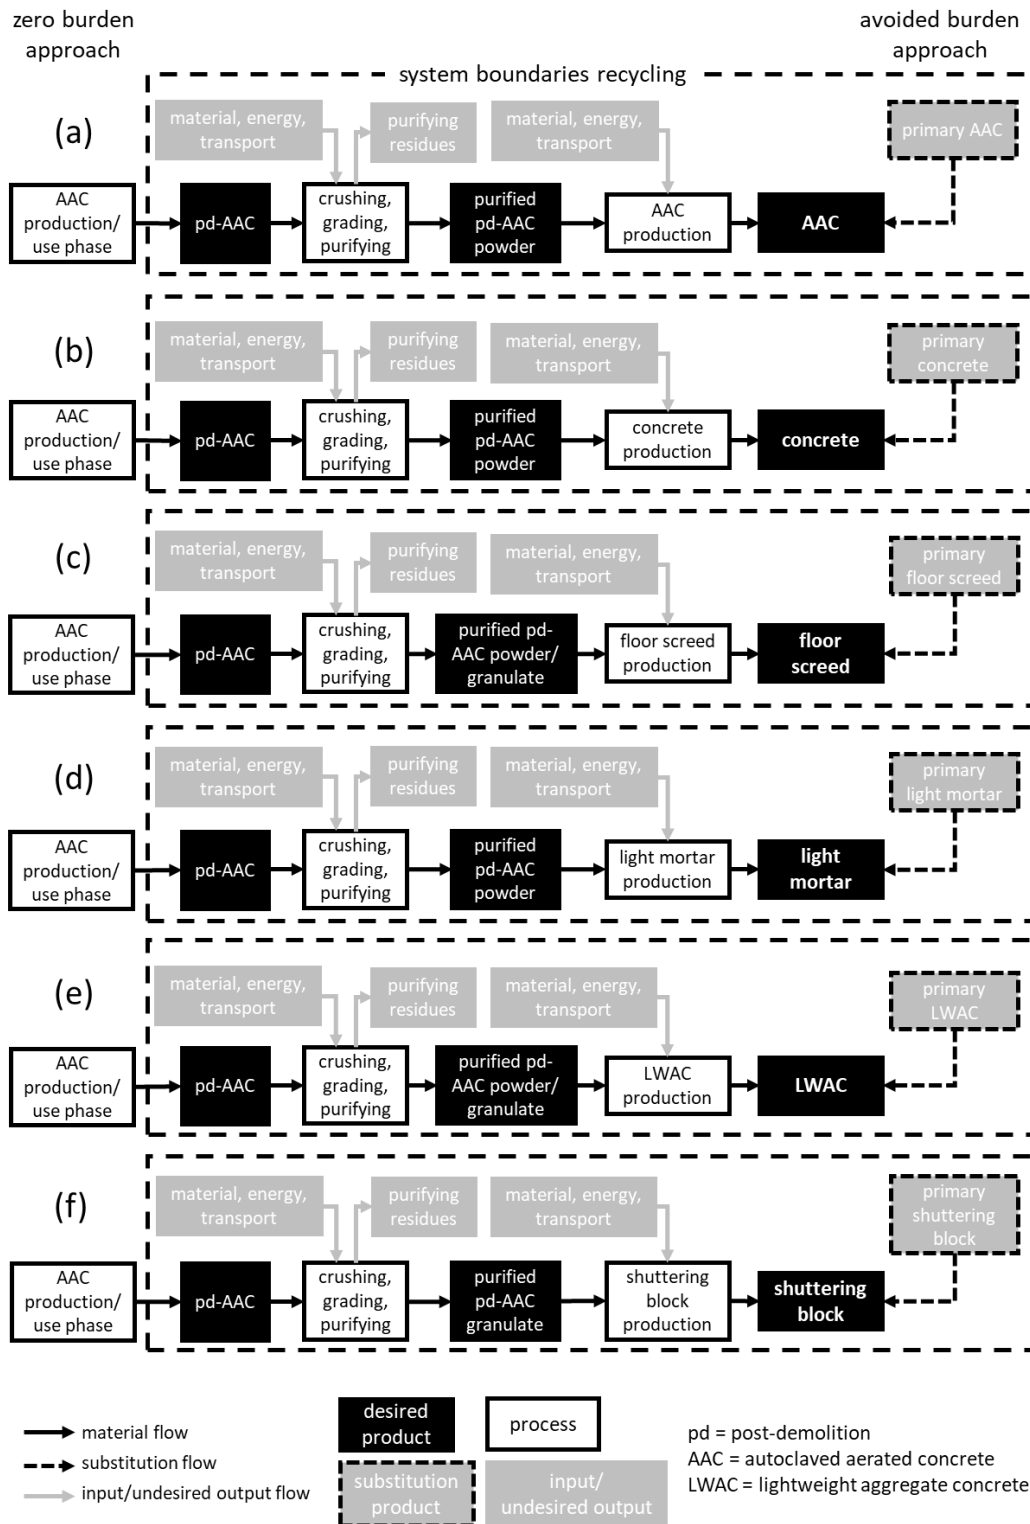 zero burden
approach
avoided burden
approach
system boundaries recycling
(a)
material, energy,
transport
purifying
residues
material, energy,
transport
primary AAC
AAC
production/
use phase
pd-AAC
crushing,
grading,
purifying
purified
pd-AAC
powder
AAC
production
AAC
(b)
material, energy,
transport
purifying
residues
material, energy,
transport
primary
concrete
AAC
production/
use phase
pd-AAC
crushing,
grading,
purifying
purified
pd-AAC
powder
concrete
production
concrete
(c)
material, energy,
transport
purifying
residues
material, energy,
transport
primary
floor screed
AAC
production/
use phase
pd-AAC
crushing,
grading,
purifying
purified pd-
AAC powder/
granulate
floor screed
production
floor
screed
(d)
material, energy,
transport
purifying
residues
material, energy,
transport
primary
light mortar
AAC
production/
use phase
pd-AAC
crushing,
grading,
purifying
purified
pd-AAC
powder
light mortar
production
light
mortar
(e)
material, energy,
transport
purifying
residues
material, energy,
transport
primary
LWAC
AAC
production/
use phase
pd-AAC
crushing,
grading,
purifying
purified pd-
AAC powder/
granulate
LWAC
production
LWAC
(f)
material, energy,
transport
purifying
residues
material, energy,
transport
primary
shuttering
block
AAC
production/
use phase
pd-AAC
crushing,
grading,
purifying
purified
pd-AAC
granulate
shuttering
block
production
shuttering
block
material flow
substitution flow
input/undesired output flow
desired
product
process
substitution
product
input/
undesired output
pd = post-demolition
AAC = autoclaved aerated concrete
LWAC = lightweight aggregate concrete